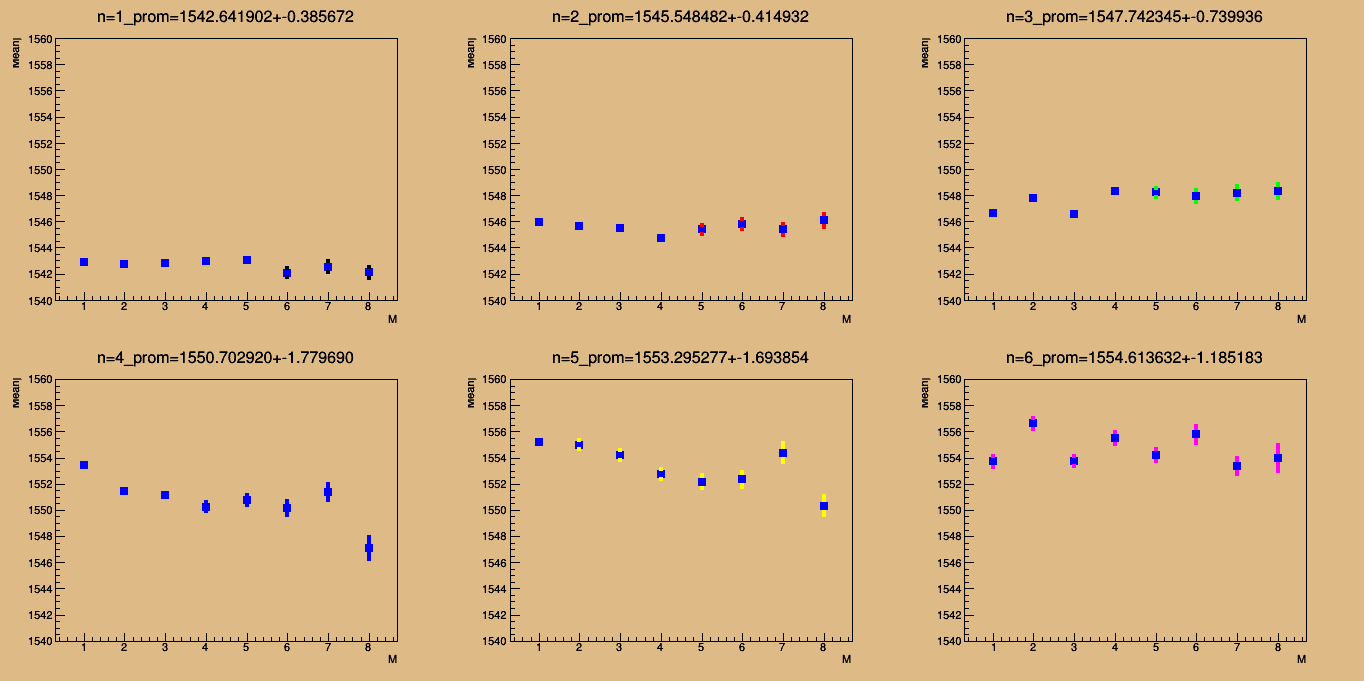 n=1_prom=1542.641902+-0.385672
n=2_prom=1545.548482+-0.414932
n=3_prom=1547.742345+-0.739936
Mean
1560
1558
1556
1554
1552
1550
1548
1546
1544
1542
1540
1 2 3 4 5 6 7 8
M
Mean
1560
1558
1556
1554
1552
1550
1548
1546
1544
1542
1540
1 2 3 4 5 6 7 8
M
Mean
1560
1558
1556
1554
1552
1550
1548
1546
1544
1542
1540
1 2 3 4 5 6 7 8
M
n=4_prom=1550.702920+-1.779690
n=5_prom=1553.295277+-1.693854
n=6_prom=1554.613632+-1.185183
Mean
1560
1558
1556
1554
1552
1550
1548
1546
1544
1542
1540
1 2 3 4 5 6 7 8
M
Mean
1560
1558
1556
1554
1552
1550
1548
1546
1544
1542
1540
1 2 3 4 5 6 7 8
M
Mean
1560
1558
1556
1554
1552
1550
1548
1546
1544
1542
1540
1 2 3 4 5 6 7 8
M